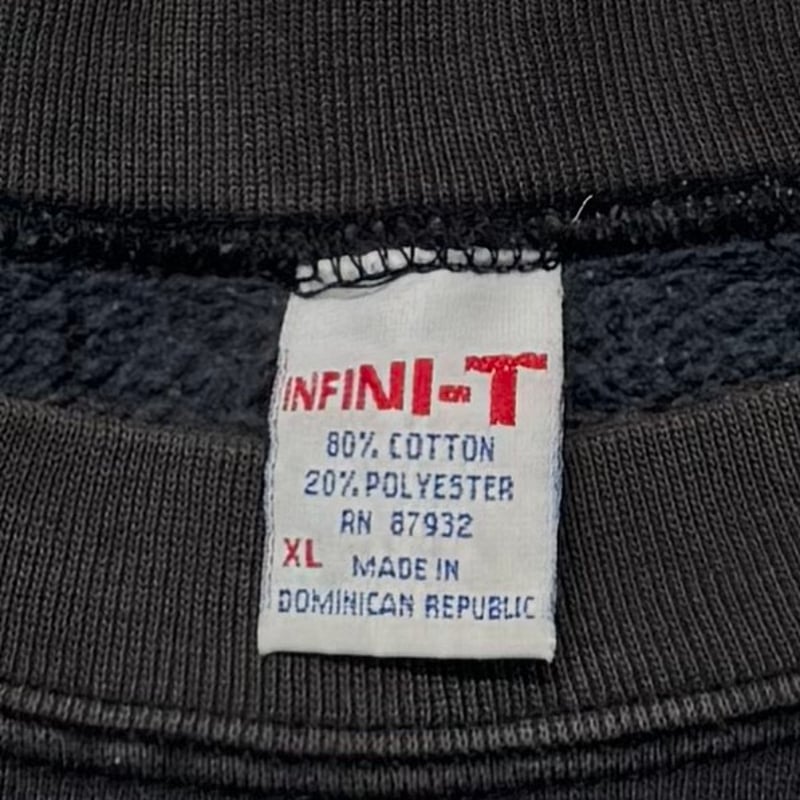 INFINI-T
80% COTTON
20% POLYESTER
RN 87932
XL
MADE IN
DOMINICAN REPUBLIC